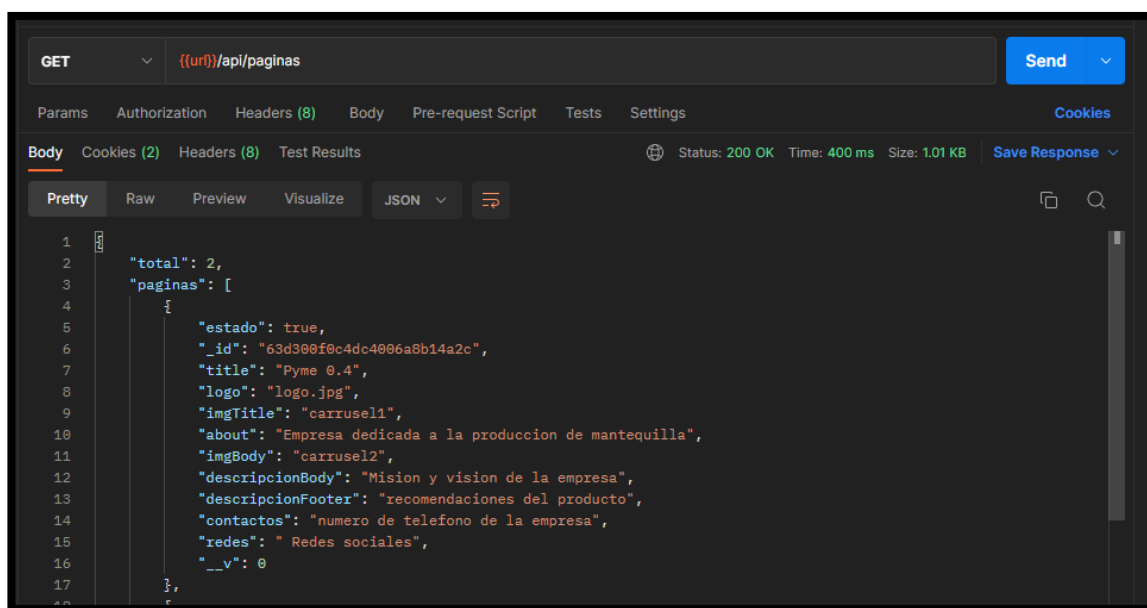 GET {{url}}/api/paginas Send
Params Authorization Headers (8) Body Pre-request Script Tests Settings Cookies
Body Cookies (2) Headers (8) Test Results Status: 200 OK Time: 400 ms Size: 1.01 KB Save Response
Pretty Raw Preview Visualize JSON
1 {
2 "total": 2,
3 "paginas": [
4 {
5 "estado": true,
6 "_id": "63d300f0c4dc4006a8b14a2c",
7 "title": "Pyme 0.4",
8 "logo": "logo.jpg",
9 "imgTitle": "carrusel1",
10 "about": "Empresa dedicada a la produccion de mantequilla",
11 "imgBody": "carrusel2",
12 "descripcionBody": "Mision y vision de la empresa",
13 "descripcionFooter": "recomendaciones del producto",
14 "contactos": "numero de telefono de la empresa",
15 "redes": " Redes sociales",
16 "__v": 0
17 },